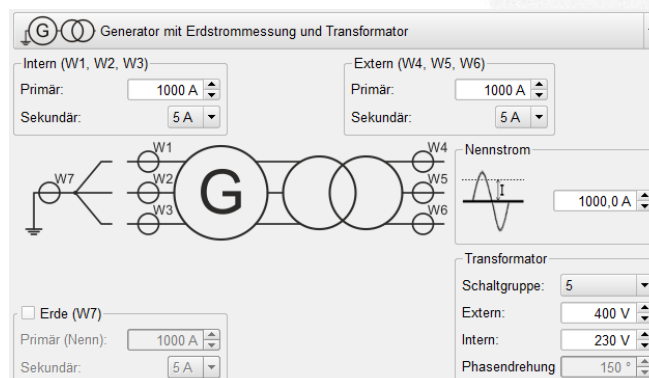 G Generator mit Erdstrommessung und Transformator
Intern (W1, W2, W3)
Primär: 1000 A
Sekundär: 5 A
Extern (W4, W5, W6)
Primär: 1000 A
Sekundär: 5 A
W7
W1
W2
W3
G
W4
W5
W6
Nennstrom
I
1000,0 A
Transformator
Schaltgruppe: 5
Extern: 400 V
Intern: 230 V
Phasendrehung 150 °
Erde (W7)
Primär (Nenn): 1000 A
Sekundär: 5 A